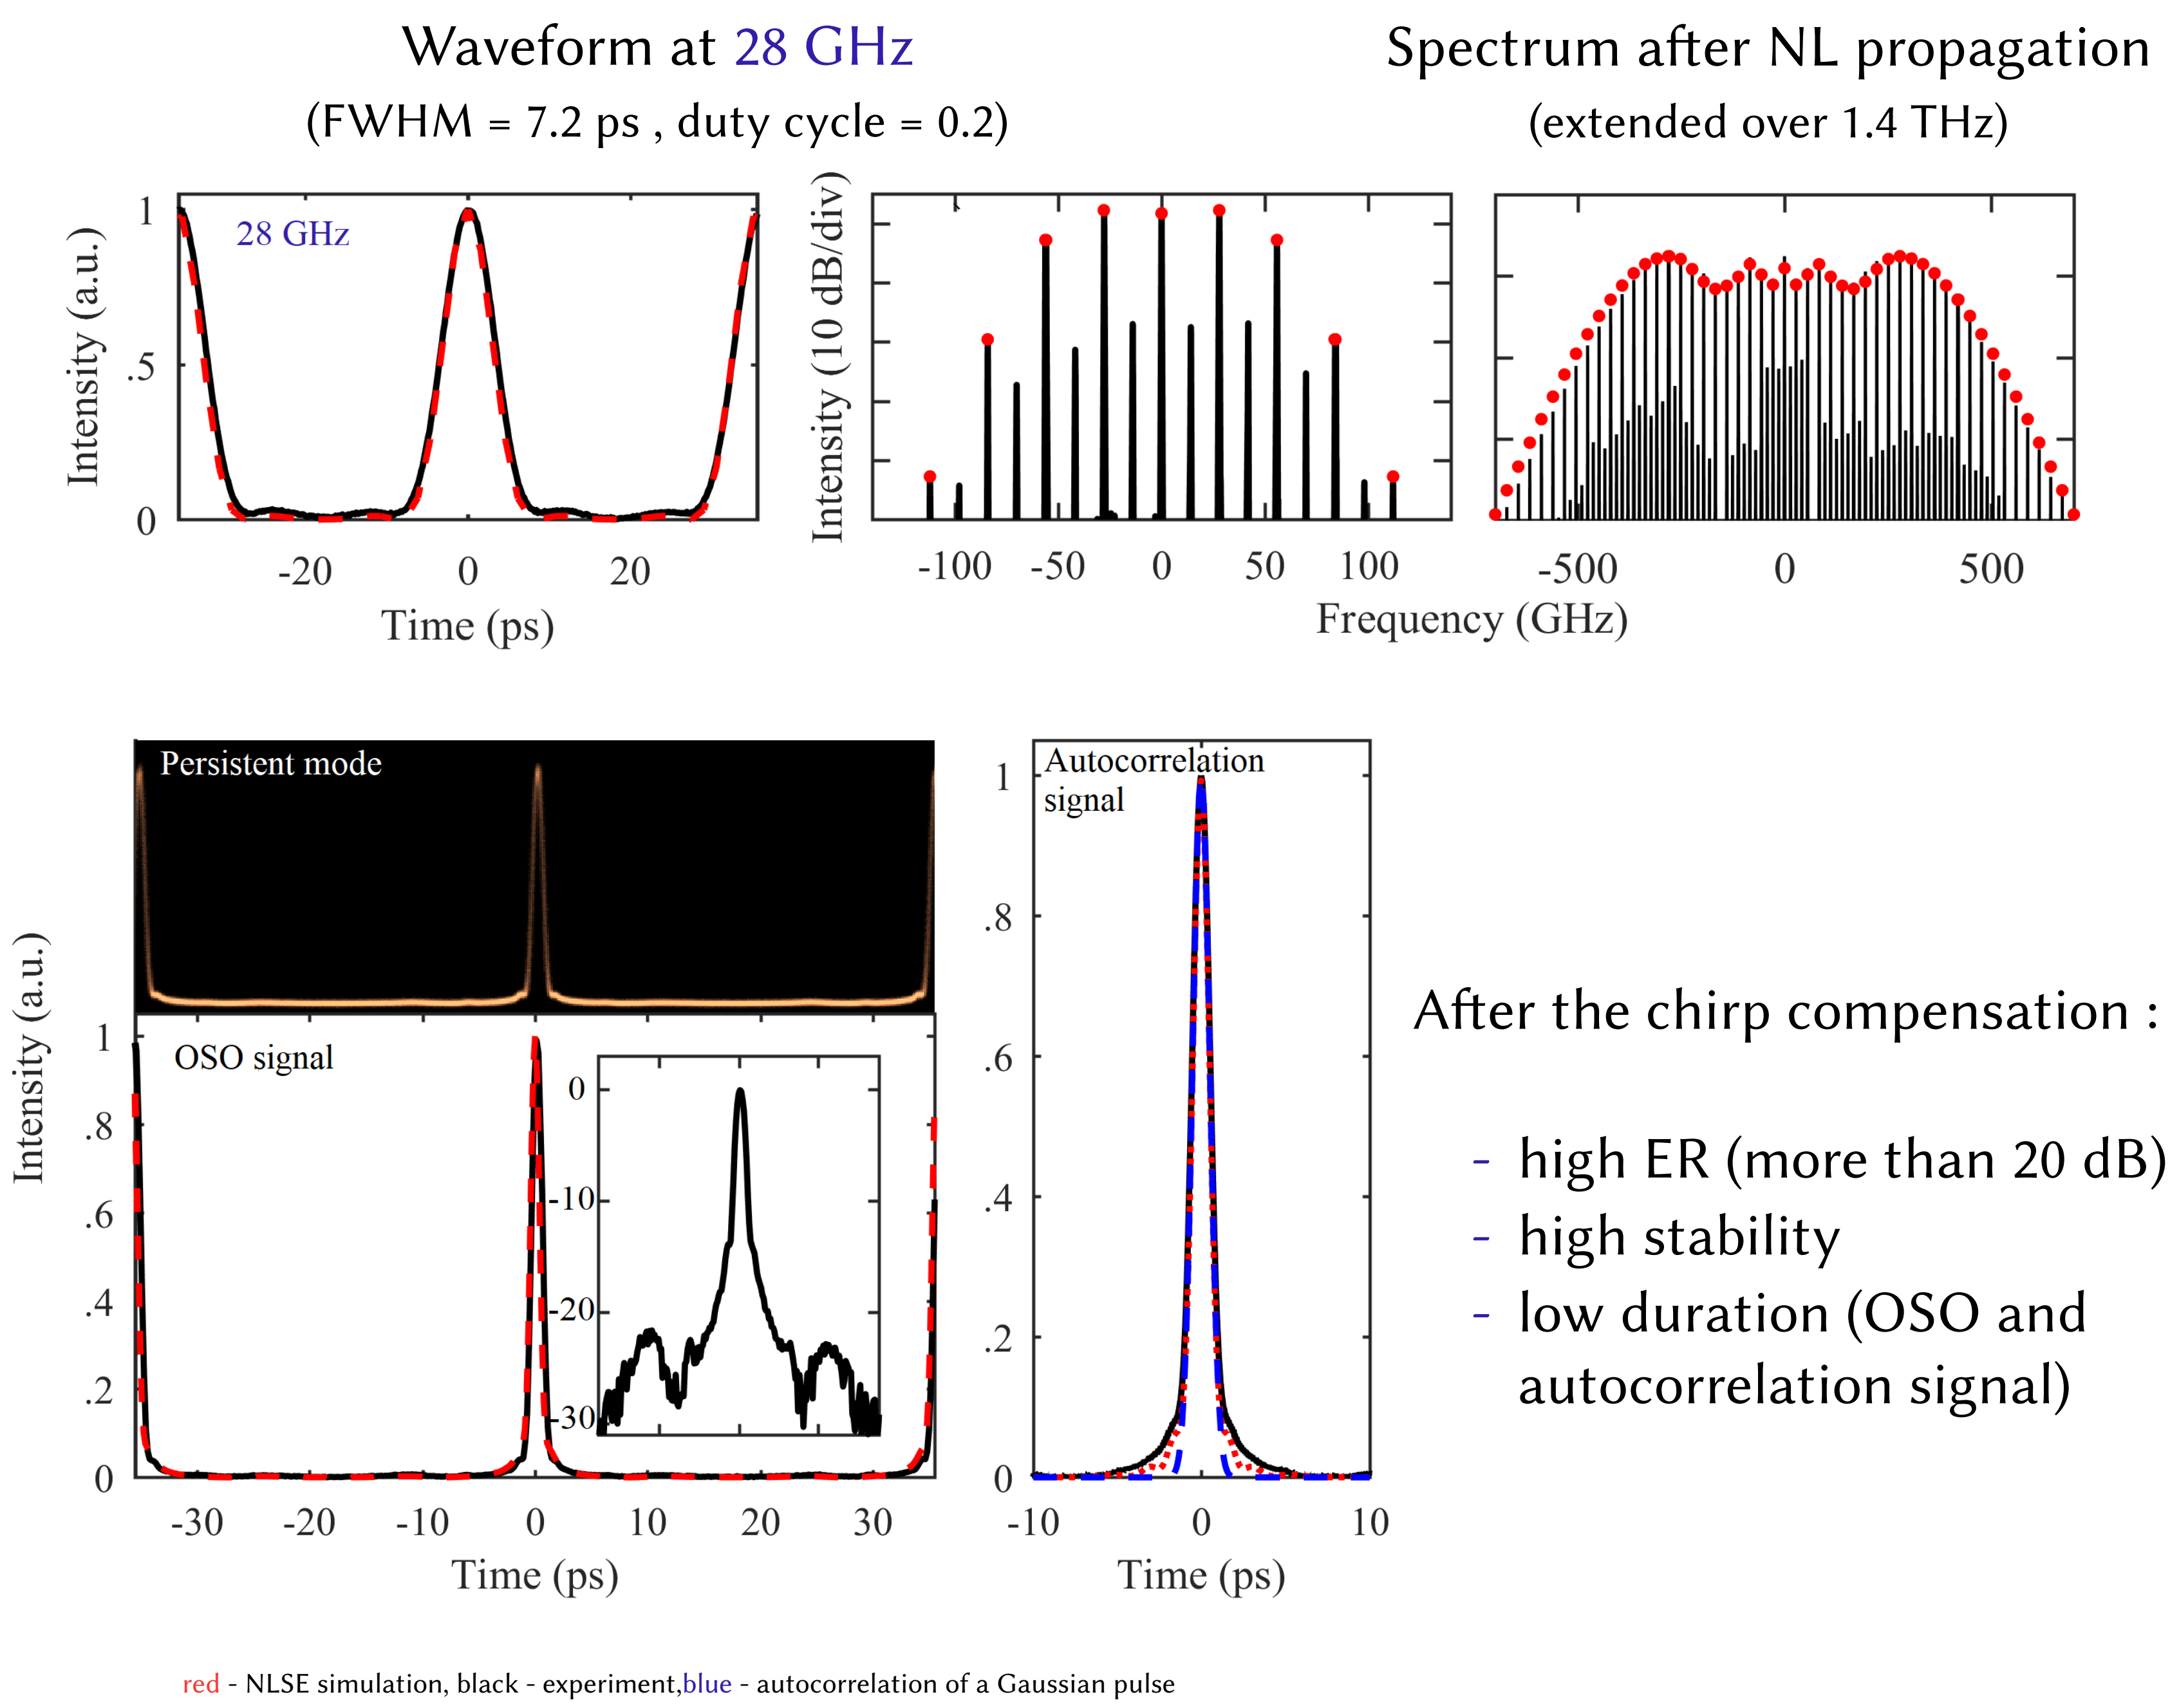 Waveform at 28 GHz
(FWHM = 7.2 ps , duty cycle = 0.2)
Spectrum after NL propagation
(extended over 1.4 THz)
Intensity (a.u.)
1
.5
0
28 GHz
-20
0
20
Time (ps)
Intensity (10 dB/div)
-100
-50
0
50
100
-500
0
500
Frequency (GHz)
Intensity (a.u.)
Persistent mode
OSO signal
1
.8
.6
.4
.2
0
0
-10
-20
-30
-30
-20
-10
0
10
20
30
Time (ps)
Autocorrelation
signal
1
.8
.6
.4
.2
0
-10
0
10
Time (ps)
After the chirp compensation :
- high ER (more than 20 dB)
- high stability
- low duration (OSO and
autocorrelation signal)
red - NLSE simulation, black - experiment,blue - autocorrelation of a Gaussian pulse